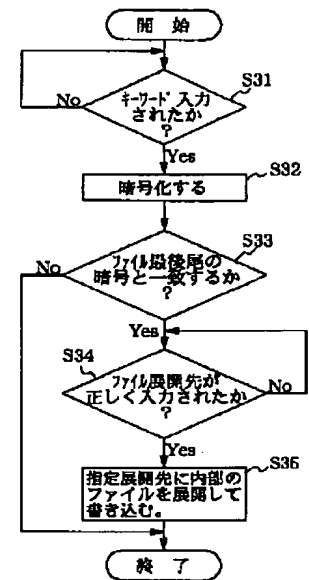 開 始
S31
キーワード入力
されたか
?
No
Yes
S32
暗号化する
S33
ファイル最後尾の
暗号と一致するか
?
No
Yes
S34
ファイル展開先が
正しく入力されたか
?
No
Yes
S35
指定展開先に内部の
ファイルを展開して
書き込む。
終 了